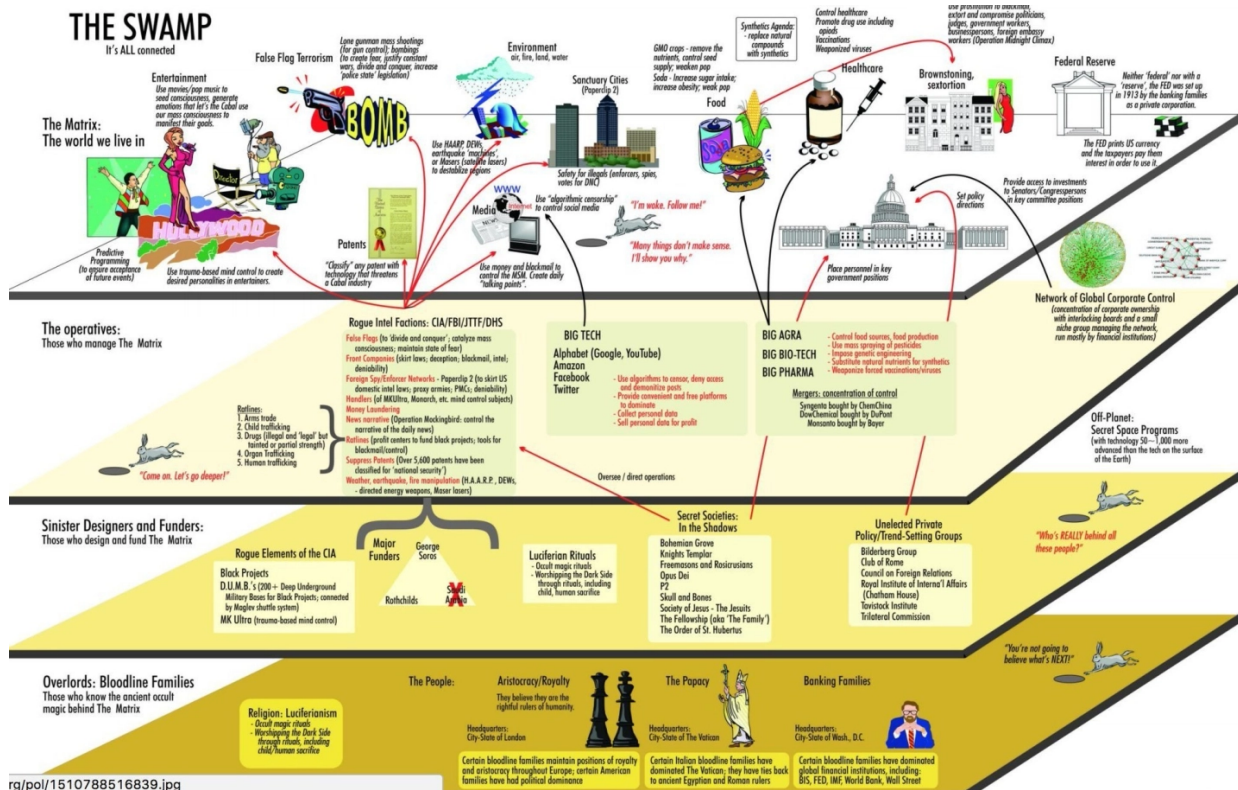 THE SWAMP
It's ALL connected
The Matrix:
The world we live in
Entertainment
Use movies/pop music to
seed consciousness, generate
emotions that let's the Cabal use
our mass consciousness to
manifest their goals.
Director
HOLLYWOOD
Predictive
Programming
(to ensure acceptance
of future events)
Use trauma-based mind control to create
desired personalities in entertainers.
False Flag Terrorism
Lone gunman mass shootings
(for gun control); bombings
(to create fear, justify constant
wars, divide and conquer, increase
'police state' legislation)
BOMB
Patents
"Classify" any patent with
technology that threatens
a Cabal industry
Environment
air, fire, land, water
Use HAARP, DEWs,
earthquake 'machines',
or Masers (satellite lasers)
to destablize regions
Sanctuary Cities
(Paperclip 2)
Safety for illegals (enforcers, spies,
votes for DNC)
WWW
Internet
Media
NEWS
Use "algorithmic censorship"
to control social media
Use money and blackmail to
control the MSM. Create daily
"talking points".
"I'm wake. Follow me!"
"Many things don't make sense.
I'll show you why."
GMO crops - remove the
nutrients, control seed
supply; weaken pop
Soda - Increase sugar intake;
increase obesity; weak pop
Food
SODA
Synthetics Agenda:
- replace natural
compounds
with synthetics
Control healthcare
Promote drug use including
opiods
Vaccinations
Weaponized viruses
Healthcare
Use prostitution to blackmail,
extort and compromise politicians,
judges, government workers,
businesspersons, foreign embassy
workers (Operation Midnight Climax)
Brownstoning,
sextortion
Federal Reserve
Neither 'federal' nor with a
'reserve', the FED was set up
in 1913 by the banking families
as a private corporation.
The FED prints US currency
and the taxpayers pay them
interest in order to use it.
Set policy
directions
Provide access to investments
to Senators/Congresspersons
in key committee positions
Place personnel in key
government positions
Network of Global Corporate Control
(concentration of corporate ownership
with interlocking boards and a small
niche group managing the network,
run mostly by financial institutions)
The operatives:
Those who manage The Matrix
Ratlines:
1. Arms trade
2. Child trafficking
3. Drugs (illegal and 'legal' but
tainted or partial strength)
4. Organ Trafficking
5. Human trafficking
"Come on. Let's go deeper!"
Rogue Intel Factions: CIA/FBI/JTTF/DHS
False Flags (to 'divide and conquer'; catalyze mass
consciousness; maintain state of fear)
Front Companies (skirt laws; deception; blackmail, intel;
deniability)
Foreign Spy/Enforcer Networks - Paperclip 2 (to skirt US
domestic intel laws; proxy armies; PMCs; deniability)
Handlers (of MKUltra, Monarch, etc. mind control subjects)
Money Laundering
News narrative (Operation Mockingbird: control the
narrative of the daily news)
Ratlines (profit centers to fund black projects; tools for
blackmail/control)
Suppress Patents (Over 5,600 patents have been
classified for 'national security')
Weather, earthquake, fire manipulation (H.A.A.R.P , DEWs,
- directed energy weapons, Maser lasers)
BIG TECH
Alphabet (Google, YouTube)
Amazon
Facebook
Twitter
- Use algorithms to censor, deny access
and demonitize posts
- Provide convenient and free platforms
to dominate
- Collect personal data
- Sell personal data for profit
BIG AGRA
BIG BIO-TECH
BIG PHARMA
- Control food sources, food production
- Use mass spraying of pesticides
- Impose genetic engineering
- Substitute natural nutrients for synthetics
- Weaponize forced vaccinations/viruses
Mergers: concentration of control
Syngenta bought by ChemChina
DowChemical bought by DuPont
Monsanto bought by Bayer
Oversee / direct operations
Off-Planet:
Secret Space Programs
(with technology 50~1,000 more
advanced than the tech on the surface
of the Earth)
Sinister Designers and Funders:
Those who design and fund The Matrix
Rogue Elements of the CIA
Black Projects
D.U.M.B.'s (200+ Deep Underground
Military Bases for Black Projects; connected
by Maglev shuttle system)
MK Ultra (trauma-based mind control)
Major
Funders
George
Soros
Rothchilds
Saudi
Arabia
X
Luciferian Rituals
- Occult magic rituals
- Worshipping the Dark Side
through rituals, including
child, human sacrifice
Secret Societies:
In the Shadows
Bohemian Grove
Knights Templar
Freemasons and Rosicrusians
Opus Dei
P2
Skull and Bones
Society of Jesus - The Jesuits
The Fellowship (aka 'The Family')
The Order of St. Hubertus
Unelected Private
Policy/Trend-Setting Groups
Bilderberg Group
Club of Rome
Council on Foreign Relations
Royal Institute of Interna'l Affairs
(Chatham House)
Tavistock Institute
Trilateral Commission
"Who's REALLY behind all
these people?"
Overlords: Bloodline Families
Those who know the ancient occult
magic behind The Matrix
Religion: Luciferianism
- Occult magic rituals
- Worshipping the Dark Side
through rituals, including
child/human sacrifice
The People:
Aristocracy/Royalty
They believe they are the
rightful rulers of humanity.
Headquarters:
City-State of London
Certain bloodline families maintain positions of royalty
and aristocracy throughout Europe; certain American
families have had political dominance
The Papacy
Headquarters:
City-State of The Vatican
Certain Italian bloodline families have
dominated The Vatican; they have ties back
to ancient Egyptian and Roman rulers
Banking Families
Headquarters:
City-State of Wash., D.C.
Certain bloodline families have dominated
global financial institutions, including:
BIS, FED, IMF, World Bank, Wall Street
"You're not going to
believe what's NEXT!"
rg/pol/1510788516839.jpg